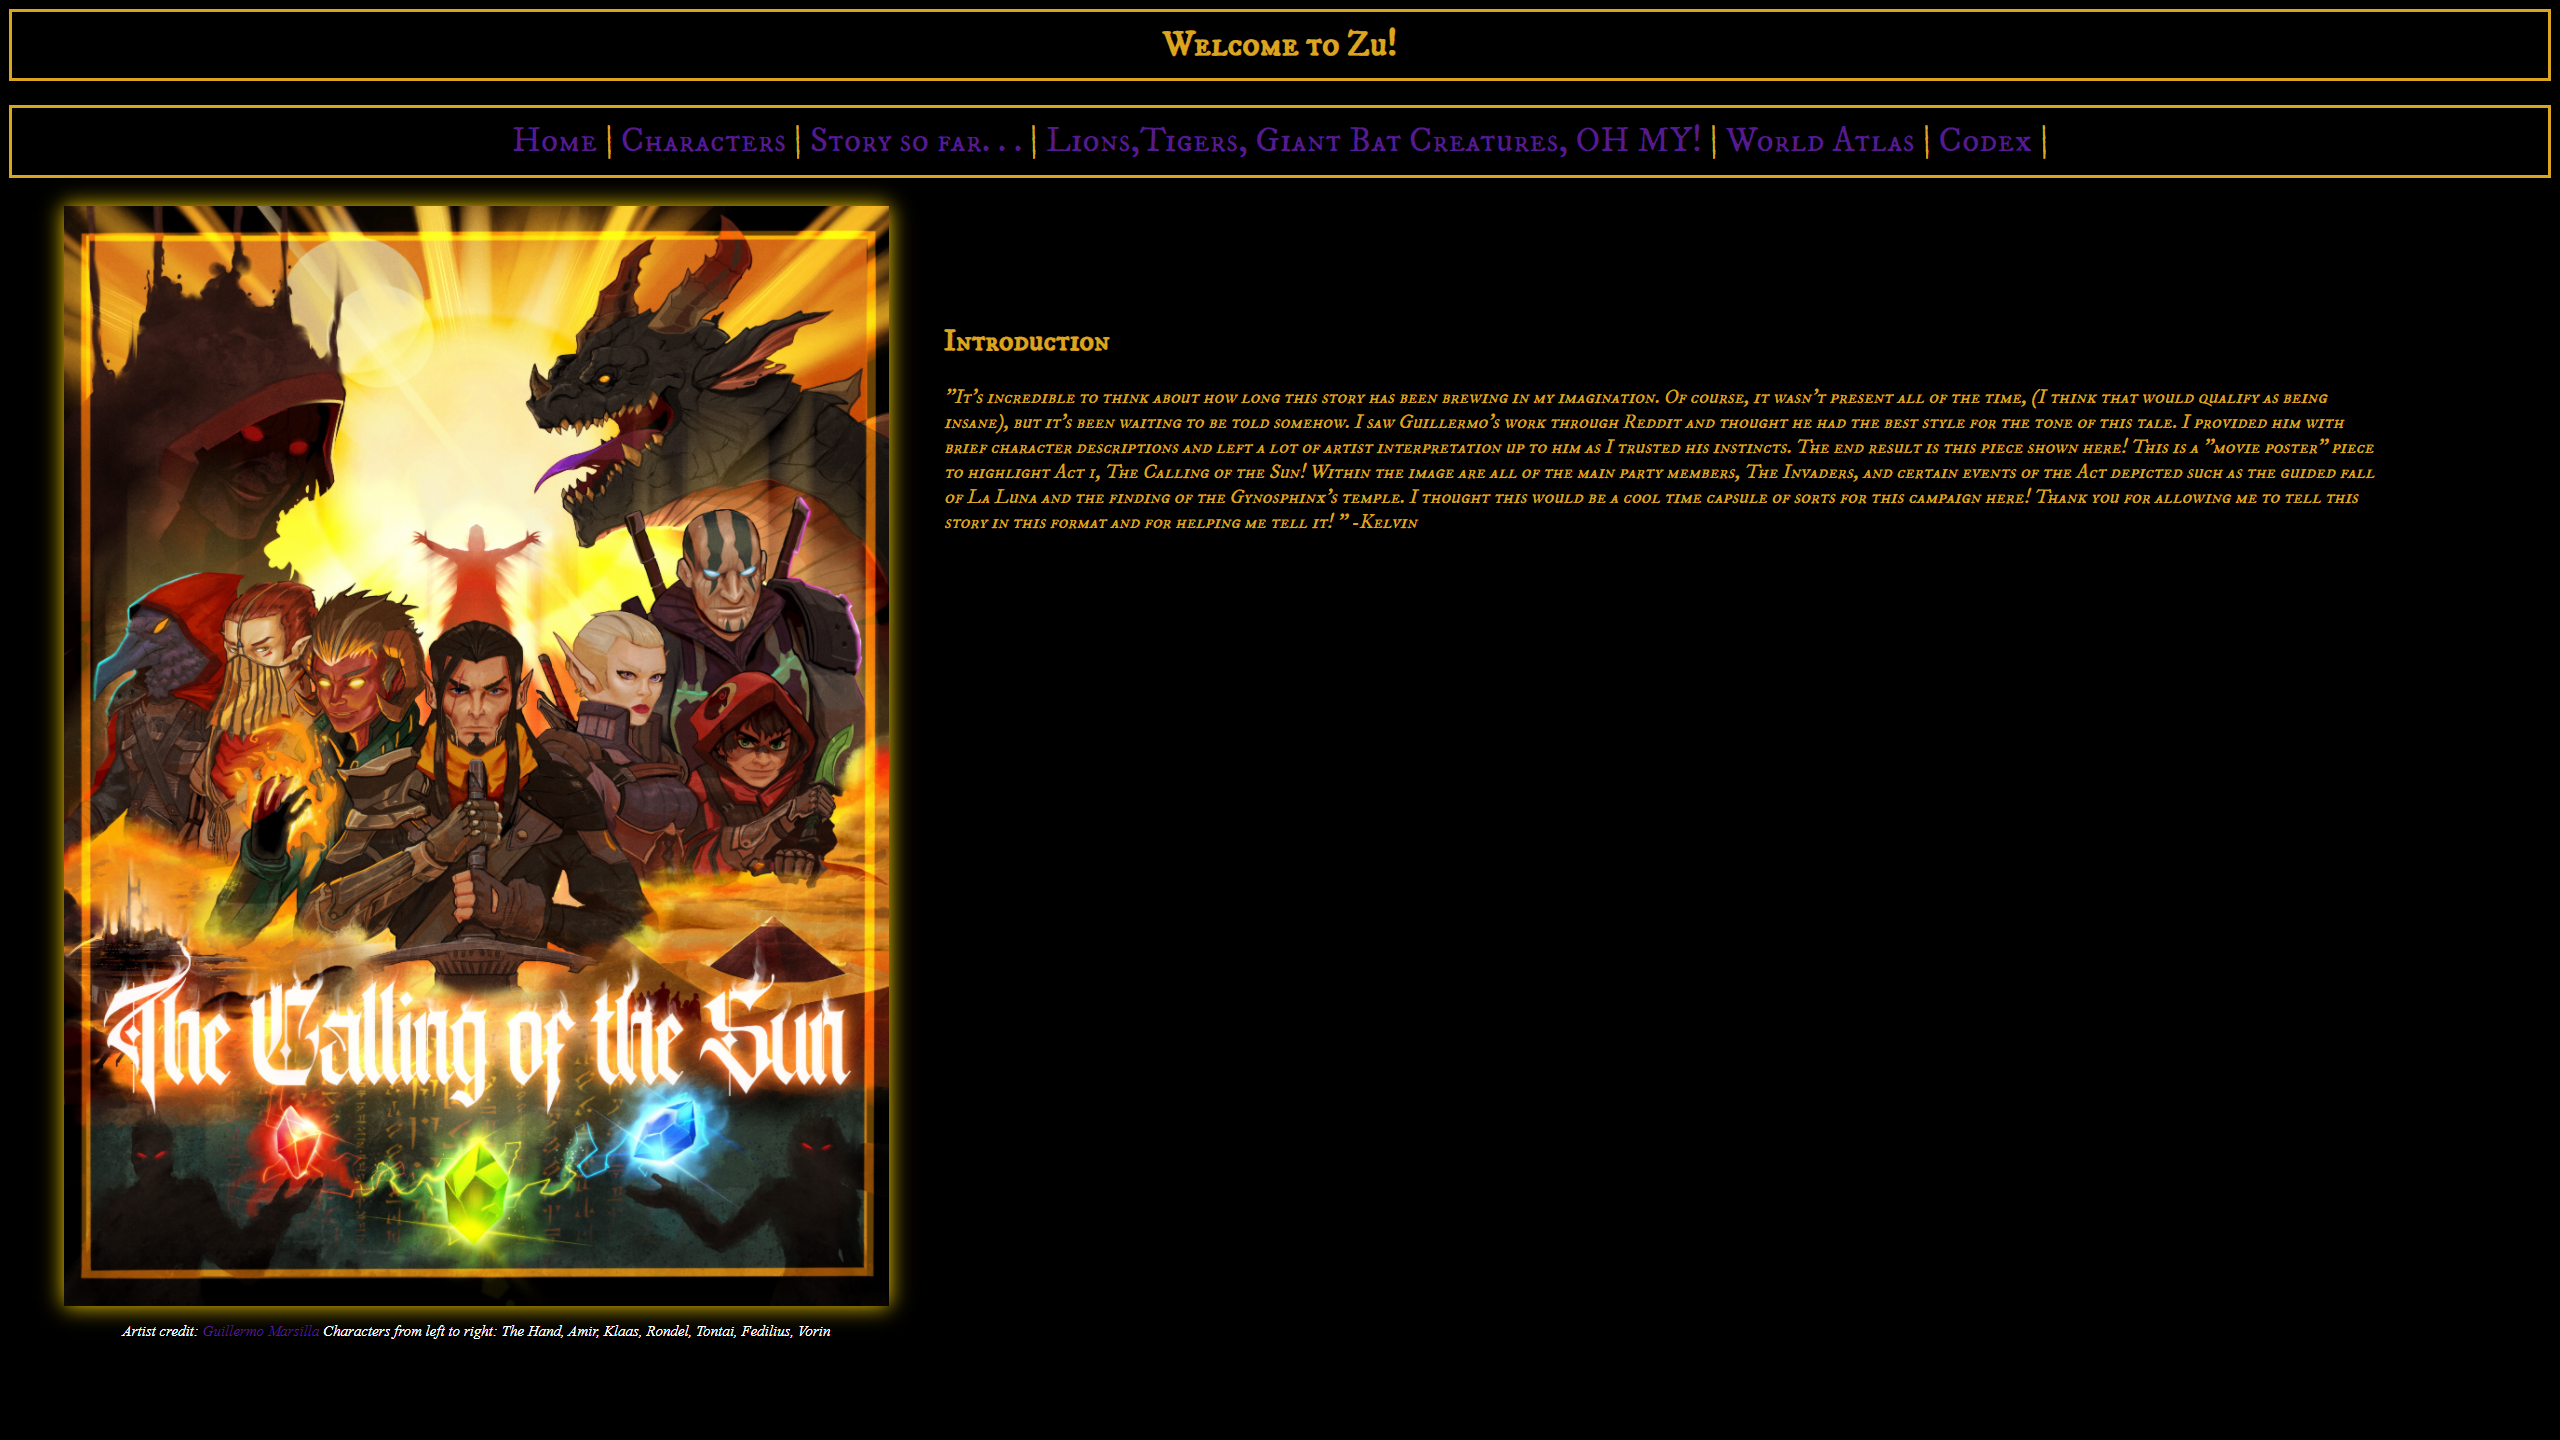 Welcome to Zu!
Home | Characters | Story so far. . . | Lions,Tigers, Giant Bat Creatures, OH MY! | World Atlas | Codex |
Introduction
"It's incredible to think about how long this story has been brewing in my imagination. Of course, it wasn't present all of the time, (I think that would qualify as being
insane), but it's been waiting to be told somehow. I saw Guillermo's work through Reddit and thought he had the best style for the tone of this tale. I provided him with
brief character descriptions and left a lot of artist interpretation up to him as I trusted his instincts. The end result is this piece shown here! This is a "movie poster" piece
to highlight Act 1, The Calling of the Sun! Within the image are all of the main party members, The Invaders, and certain events of the Act depicted such as the guided fall
of La Luna and the finding of the Gynosphinx's temple. I thought this would be a cool time capsule of sorts for this campaign here! Thank you for allowing me to tell this
story in this format and for helping me tell it! " -Kelvin
The Calling of the Sun
Artist credit: Guillermo Marsilla Characters from left to right: The Hand, Amir, Klaas, Rondel, Tontai, Fedilius, Vorin